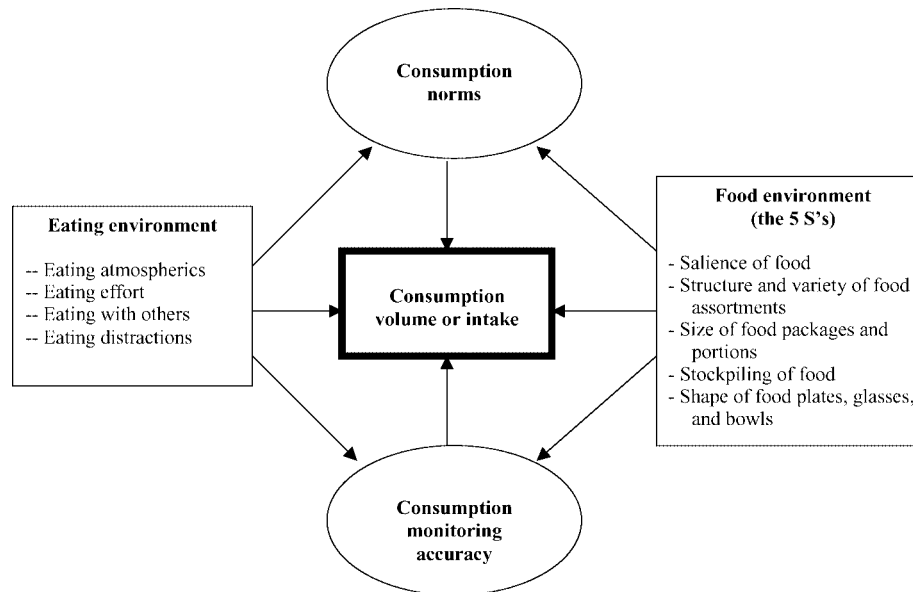 Consumption
norms
Eating environment
-- Eating atmospherics
-- Eating effort
-- Eating with others
-- Eating distractions
Consumption
volume or intake
Food environment
(the 5 S's)
- Salience of food
- Structure and variety of food
assortments
- Size of food packages and
portions
- Stockpiling of food
- Shape of food plates, glasses,
and bowls
Consumption
monitoring
accuracy